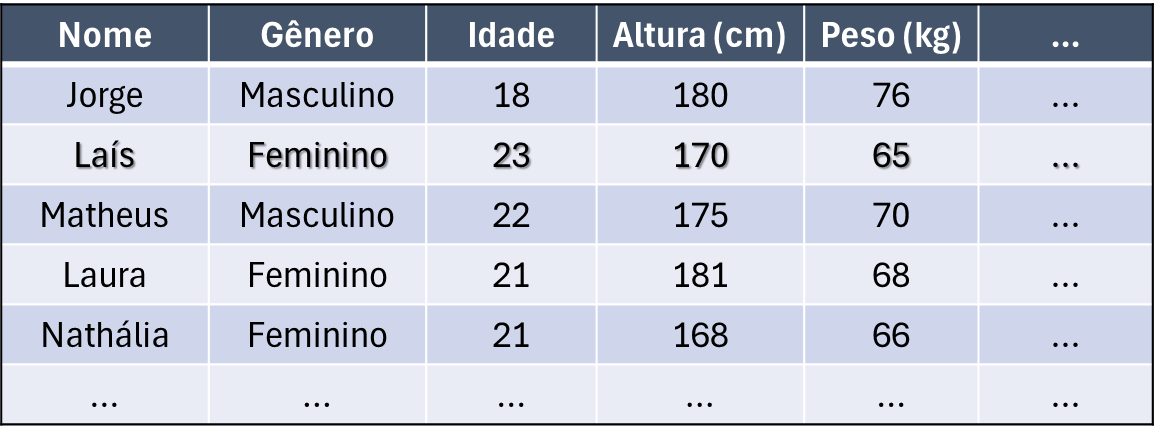 Nome Gênero Idade Altura (cm) Peso (kg) ...
Jorge Masculino 18 180 76 ...
Laís Feminino 23 170 65 ...
Matheus Masculino 22 175 70 ...
Laura Feminino 21 181 68 ...
Nathália Feminino 21 168 66 ...
... ... ... ... ... ...